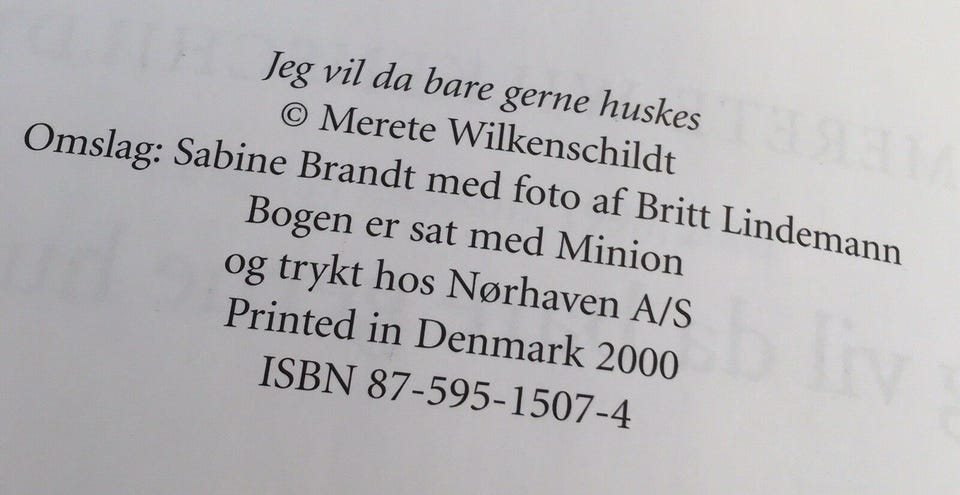 Jeg vil da bare gerne huskes
© Merete Wilkenschildt
Omslag: Sabine Brandt med foto af Britt Lindemann
Bogen er sat med Minion
og trykt hos Nørhaven A/S
Printed in Denmark 2000
ISBN 87-595-1507-4